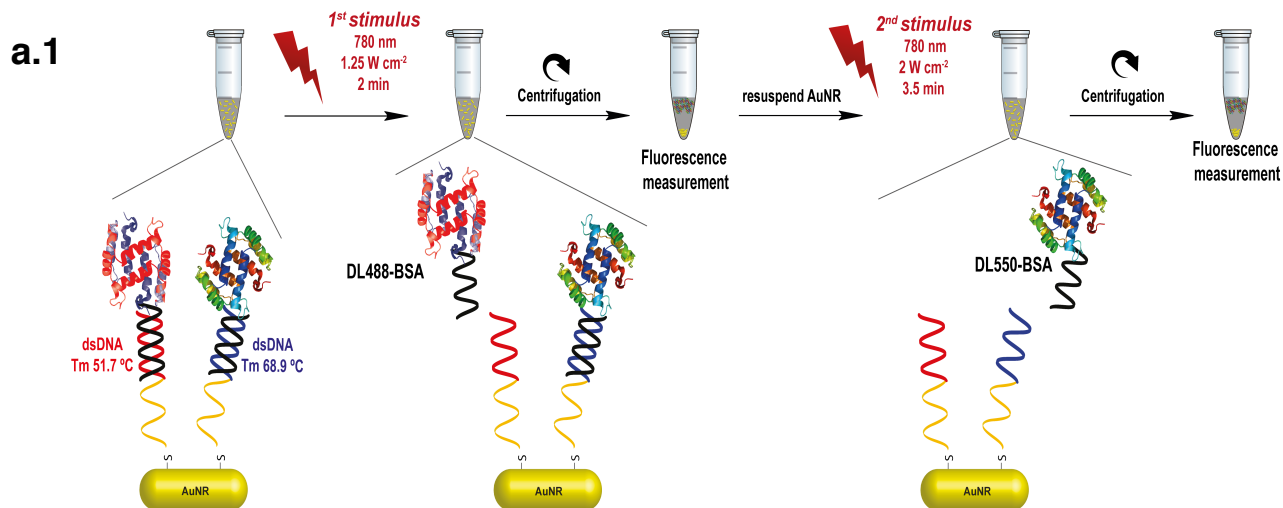 a.1
1st stimulus
780 nm
1.25 W cm-2
2 min
Centrifugation
Fluorescence
measurement
resuspend AuNR
2nd stimulus
780 nm
2 W cm-2
3.5 min
Centrifugation
Fluorescence
measurement
dsDNA
Tm 51.7 ºC
dsDNA
Tm 68.9 ºC
DL488-BSA
DL550-BSA
S
S
AuNR
S
S
AuNR
S
S
AuNR